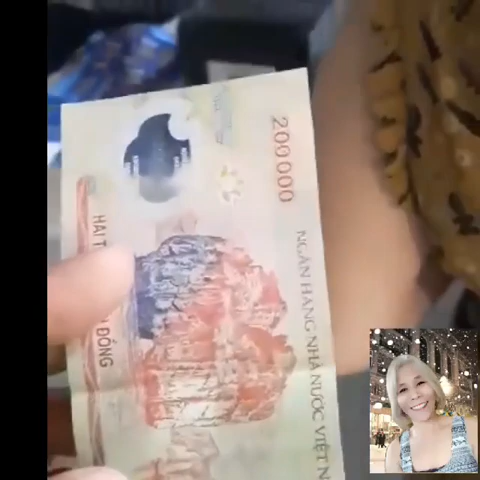 200000
NGÂN HÀNG NHÀ NƯỚC VIỆT N
HAI T
ĐỒNG